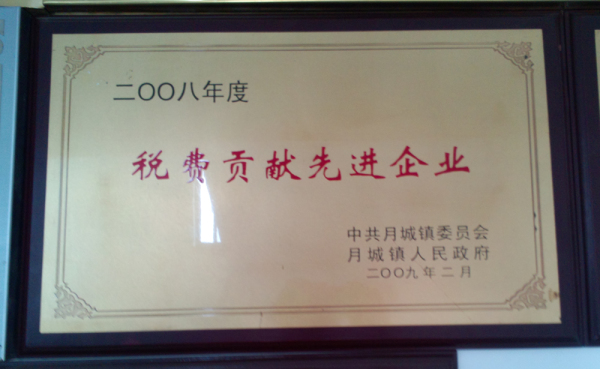 二〇〇八年度
税费贡献先进企业
中共月城镇委员会
月城镇人民政府
二〇〇九年二月